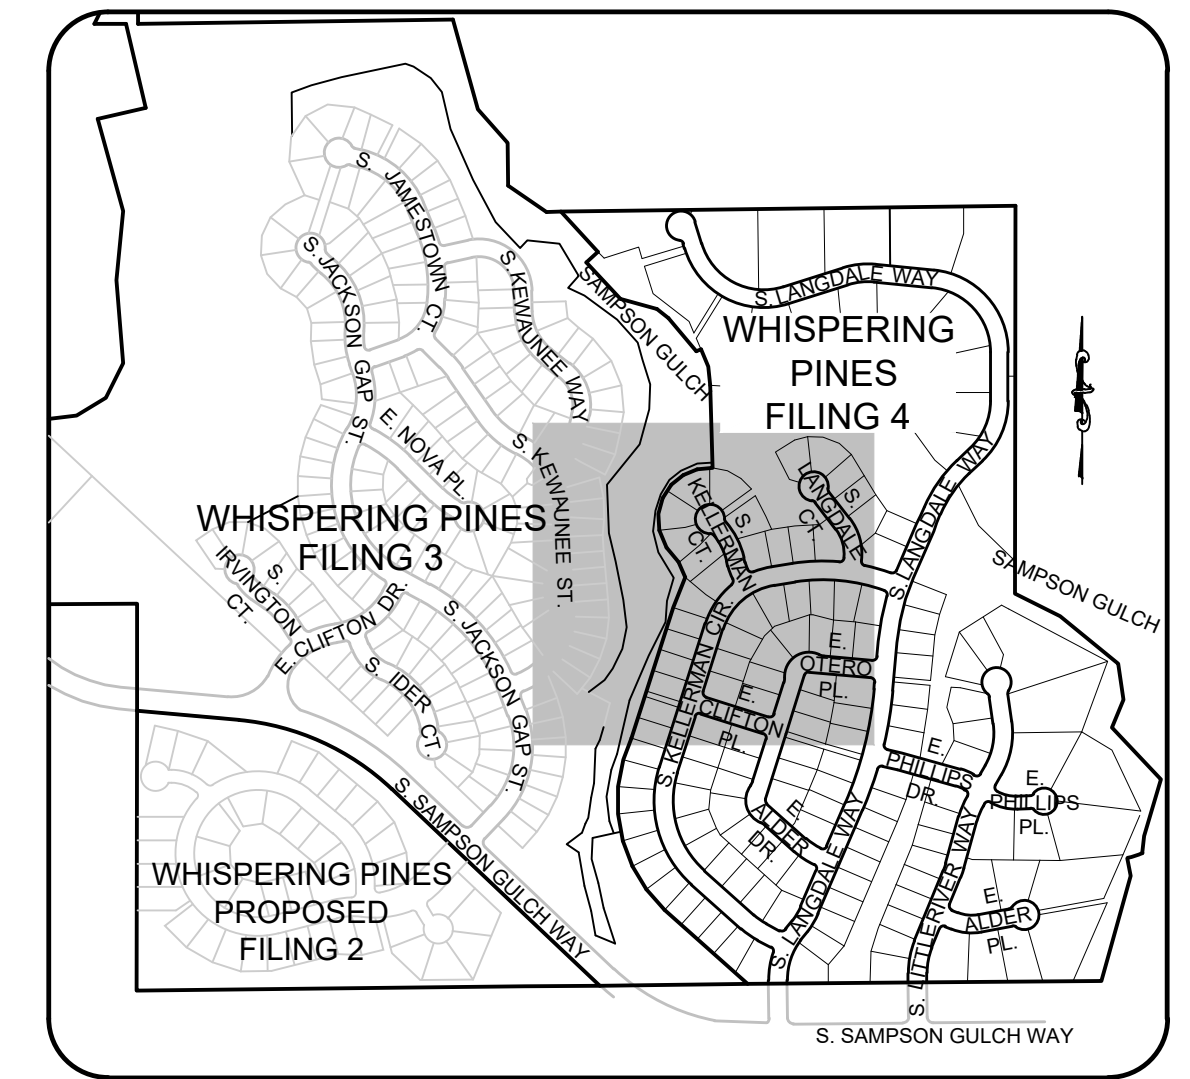 S. JAMESTOWN CT.
S. JACKSON GAP ST.
S. KEWAUNEE WAY
SAMPSON GULCH
S. LANGDALE WAY
WHISPERING
PINES
FILING 4
E. NOVA PL.
S. KEWAUNEE ST.
WHISPERING PINES
FILING 3
S. KELLERMAN CT.
S. LANGDALE CT.
S. LANGDALE WAY
SAMPSON GULCH
S. IRVINGTON CT.
E. CLIFTON DR.
S. IDER CT.
S. JACKSON GAP ST.
S. KELLERMAN CIR.
E. OTERO PL.
E. CLIFTON PL.
E. PHILLIPS DR.
E. PHILLIPS PL.
E. ALDER DR.
S. LANGDALE WAY
S. LITTLERIVER WAY
E. ALDER PL.
S. SAMPSON GULCH WAY
WHISPERING PINES
PROPOSED
FILING 2
S. SAMPSON GULCH WAY